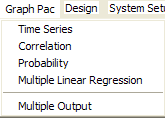 Graph Pac Design System Setu
Time Series
Correlation
Probability
Multiple Linear Regression
Multiple Output